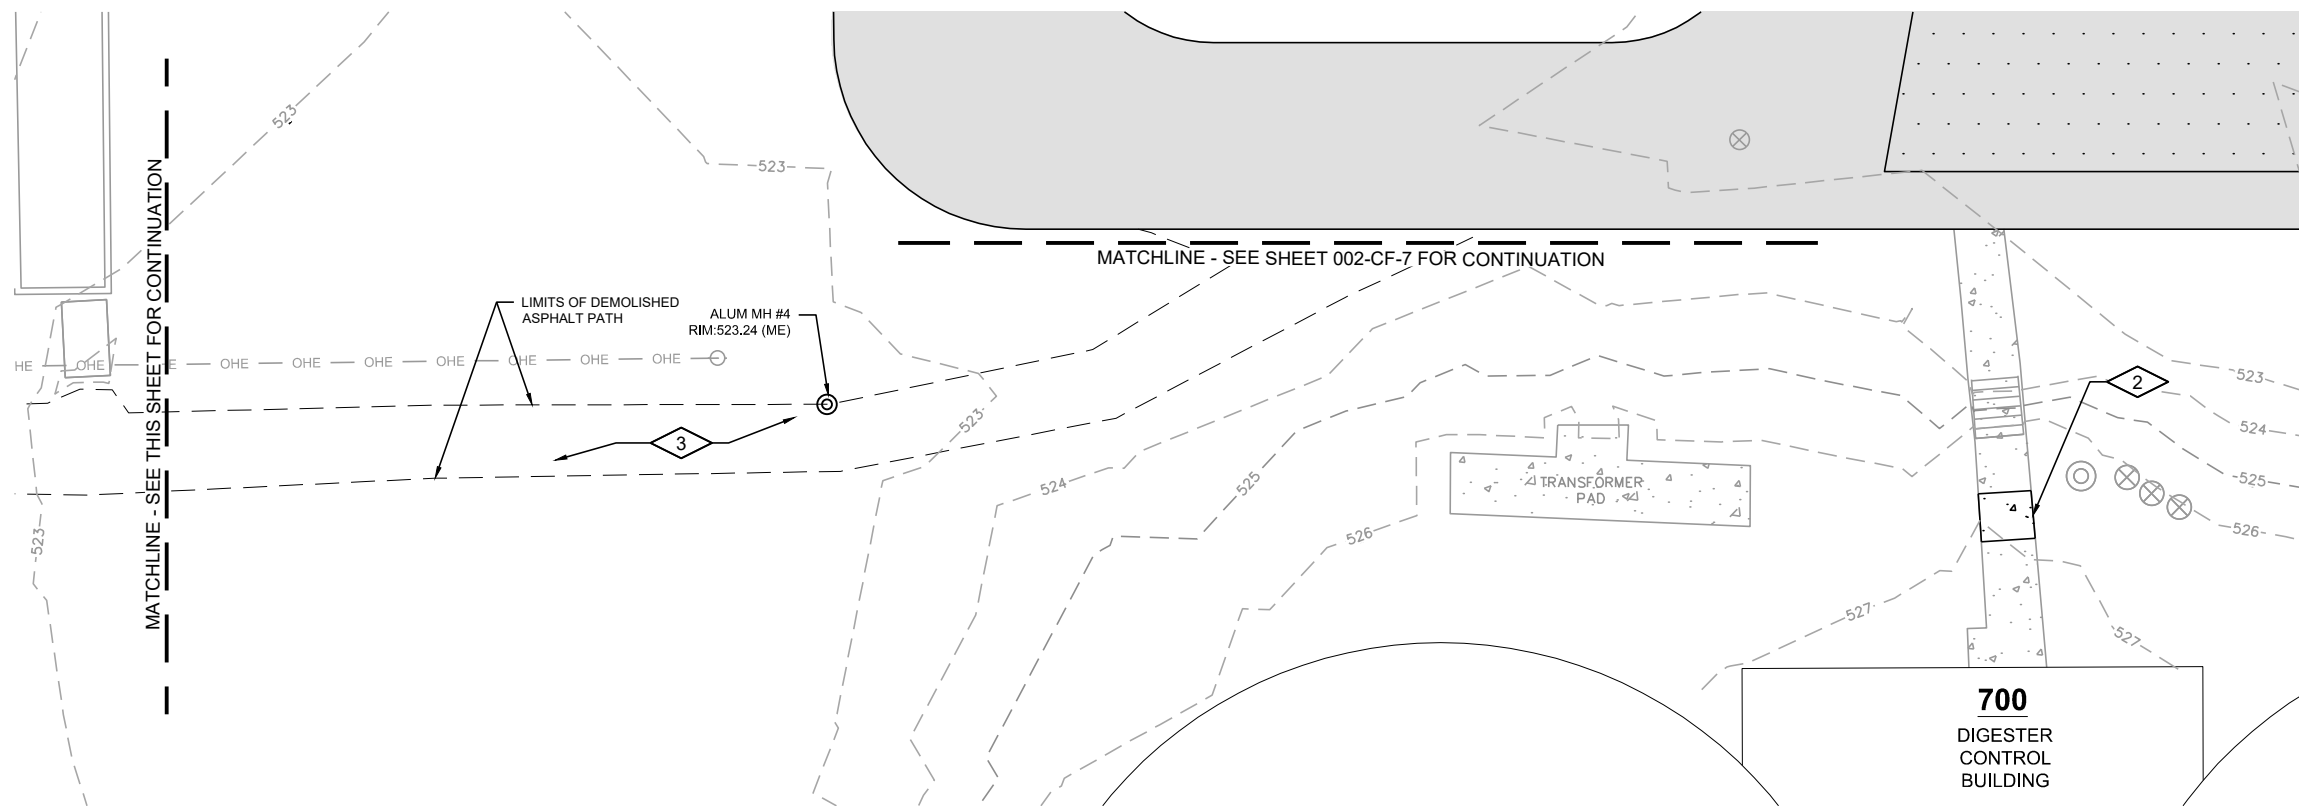 523
523
MATCHLINE - SEE THIS SHEET FOR CONTINUATION
MATCHLINE - SEE SHEET 002-CF-7 FOR CONTINUATION
LIMITS OF DEMOLISHED
ASPHALT PATH
ALUM MH #4
RIM:523.24 (ME)
HE OHE E OHE OHE OHE OHE OHE OHE OHE
2
523
523
3
524
524
525
525
TRANSFORMER
PAD
526
526
523
527
527
700
DIGESTER
CONTROL
BUILDING